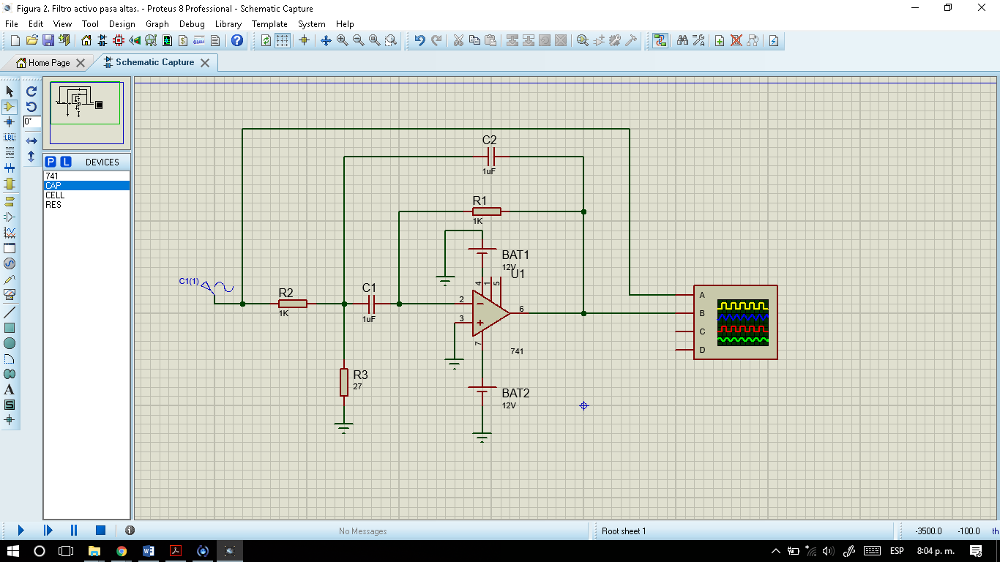 Figura 2. Filtro activo pasa altas. - Proteus 8 Professional - Schematic Capture
File Edit View Tool Design Graph Debug Library Template System Help
Home Page
Schematic Capture
0°
LBL
P L DEVICES
741
CAP
CELL
RES
A
S
C2
1uF
R1
1K
BAT1
12V
U1
C1(1)
R2
1K
C1
1uF
4
1
5
2
3
6
7
741
R3
27
BAT2
12V
A
B
C
D
No Messages
Root sheet 1
-3500.0
-100.0
th
ESP
8:04 p. m.